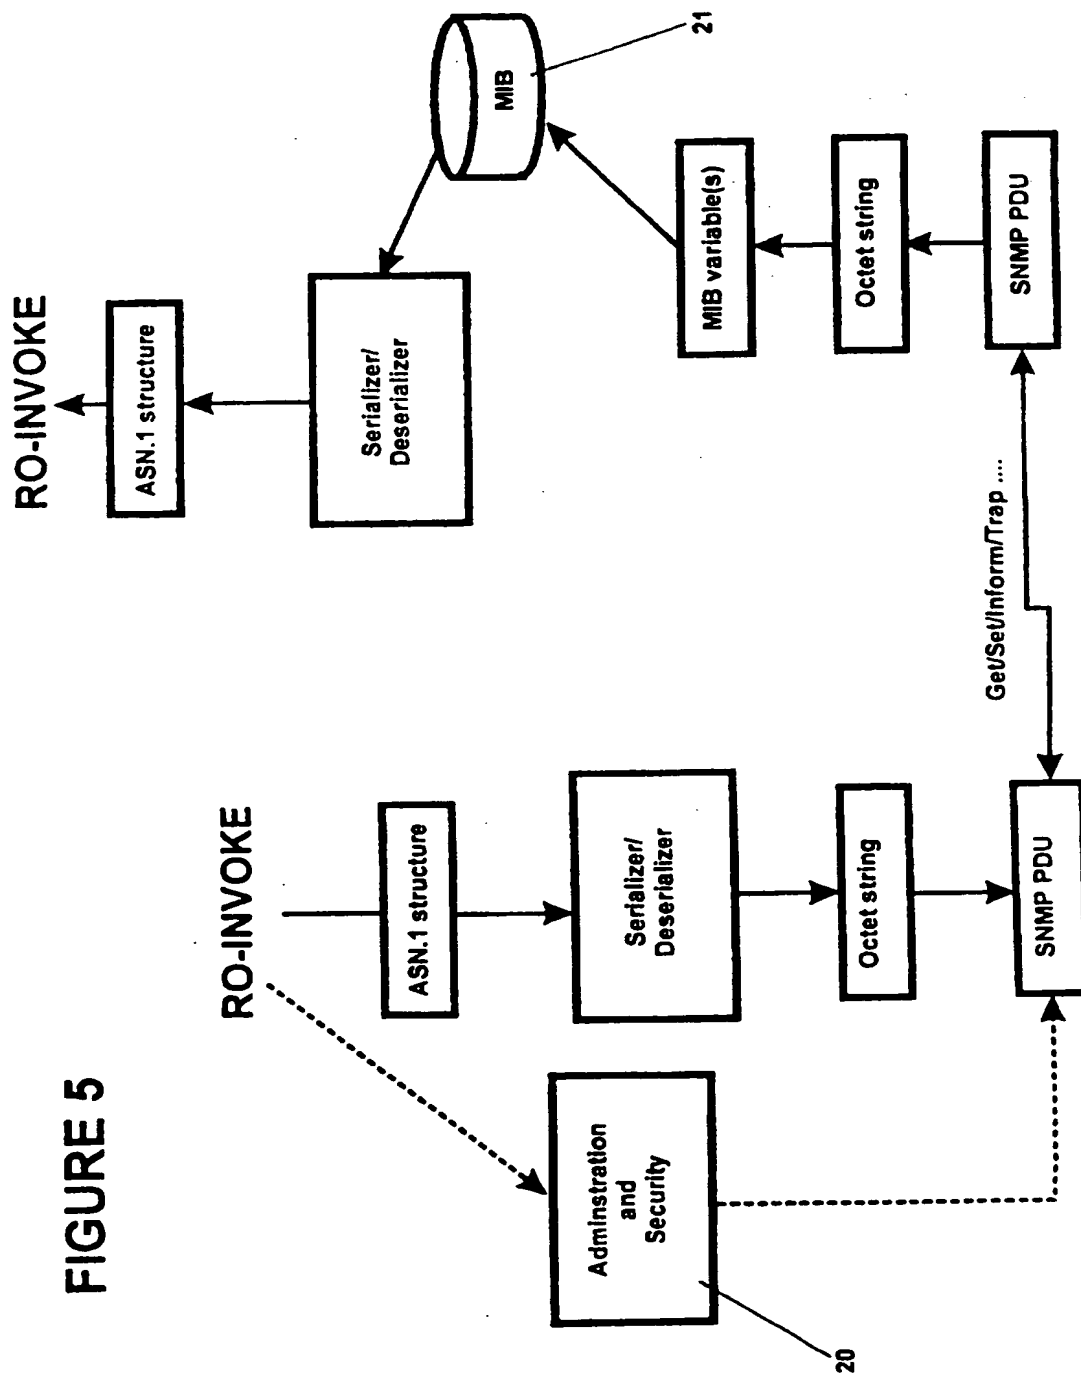 FIGURE 5
RO-INVOKE
ASN.1 structure
Serializer/
Deserializer
Octet string
SNMP PDU
Adminstration
and
Security
20
Get/Set/Inform/Trap ....
RO-INVOKE
ASN.1 structure
Serializer/
Deserializer
MIB
21
MIB variable(s)
Octet string
SNMP PDU